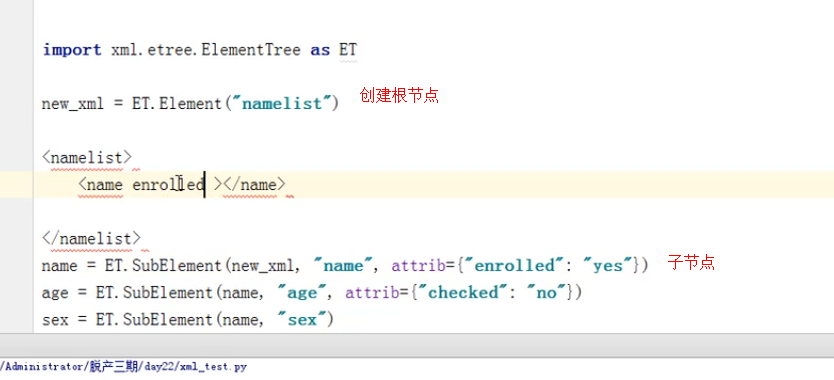 import xml.etree.ElementTree as ET
new_xml = ET.Element("namelist") 创建根节点
<namelist>
<name enrolled ></name>
</namelist>
name = ET.SubElement(new_xml, "name", attrib={"enrolled": "yes"}) 子节点
age = ET.SubElement(name, "age", attrib={"checked": "no"})
sex = ET.SubElement(name, "sex")
/Administrator/脱产三期/day22/xml_test.py